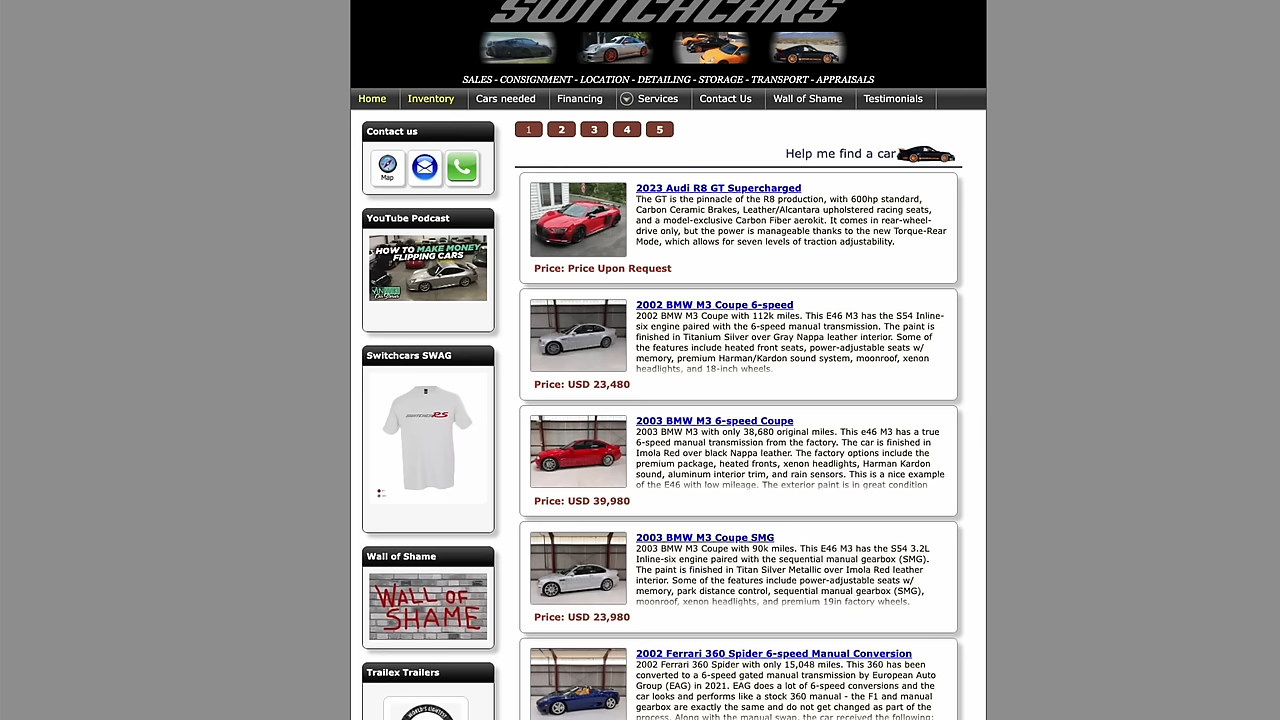 SWITCHCARS
SALES - CONSIGNMENT - LOCATION - DETAILING - STORAGE - TRANSPORT - APPRAISALS
Home Inventory Cars needed Financing Services Contact Us Wall of Shame Testimonials
Contact us
Map
YouTube Podcast
HOW TO MAKE MONEY
FLIPPING CARS
Switchcars SWAG
SWITCHCARS RS
Wall of Shame
WALL OF
SHAME
Trailex Trailers
WORLD'S LIGHTEST
1 2 3 4 5
Help me find a car
2023 Audi R8 GT Supercharged
The GT is the pinnacle of the R8 production, with 600hp standard,
Carbon Ceramic Brakes, Leather/Alcantara upholstered racing seats,
and a model-exclusive Carbon Fiber aerokit. It comes in rear-wheel-
drive only, but the power is manageable thanks to the new Torque-Rear
Mode, which allows for seven levels of traction adjustability.
Price: Price Upon Request
2002 BMW M3 Coupe 6-speed
2002 BMW M3 Coupe with 112k miles. This E46 M3 has the S54 Inline-
six engine paired with the 6-speed manual transmission. The paint is
finished in Titanium Silver over Gray Nappa leather interior. Some of
the features include heated front seats, power-adjustable seats w/
memory, premium Harman/Kardon sound system, moonroof, xenon
headlights, and 18-inch wheels.
Price: USD 23,480
2003 BMW M3 6-speed Coupe
2003 BMW M3 with only 38,680 original miles. This e46 M3 has a true
6-speed manual transmission from the factory. The car is finished in
Imola Red over black Nappa leather. The factory options include the
premium package, heated fronts, xenon headlights, Harman Kardon
sound, aluminum interior trim, and rain sensors. This is a nice example
of the E46 with low mileage. The exterior paint is in great condition
Price: USD 39,980
2003 BMW M3 Coupe SMG
2003 BMW M3 Coupe with 90k miles. This E46 M3 has the S54 3.2L
Inline-six engine paired with the sequential manual gearbox (SMG).
The paint is finished in Titan Silver Metallic over Imola Red leather
interior. Some of the features include power-adjustable seats w/
memory, park distance control, sequential manual gearbox (SMG),
moonroof, xenon headlights, and premium 19in factory wheels.
Price: USD 23,980
2002 Ferrari 360 Spider 6-speed Manual Conversion
2002 Ferrari 360 Spider with only 15,048 miles. This 360 has been
converted to a 6-speed gated manual transmission by European Auto
Group (EAG) in 2021. EAG does a lot of 6-speed conversions and the
car looks and performs like a stock 360 manual - the F1 and manual
gearbox are exactly the same and do not get changed as part of the
process. Along with the manual swap, the car received the following: